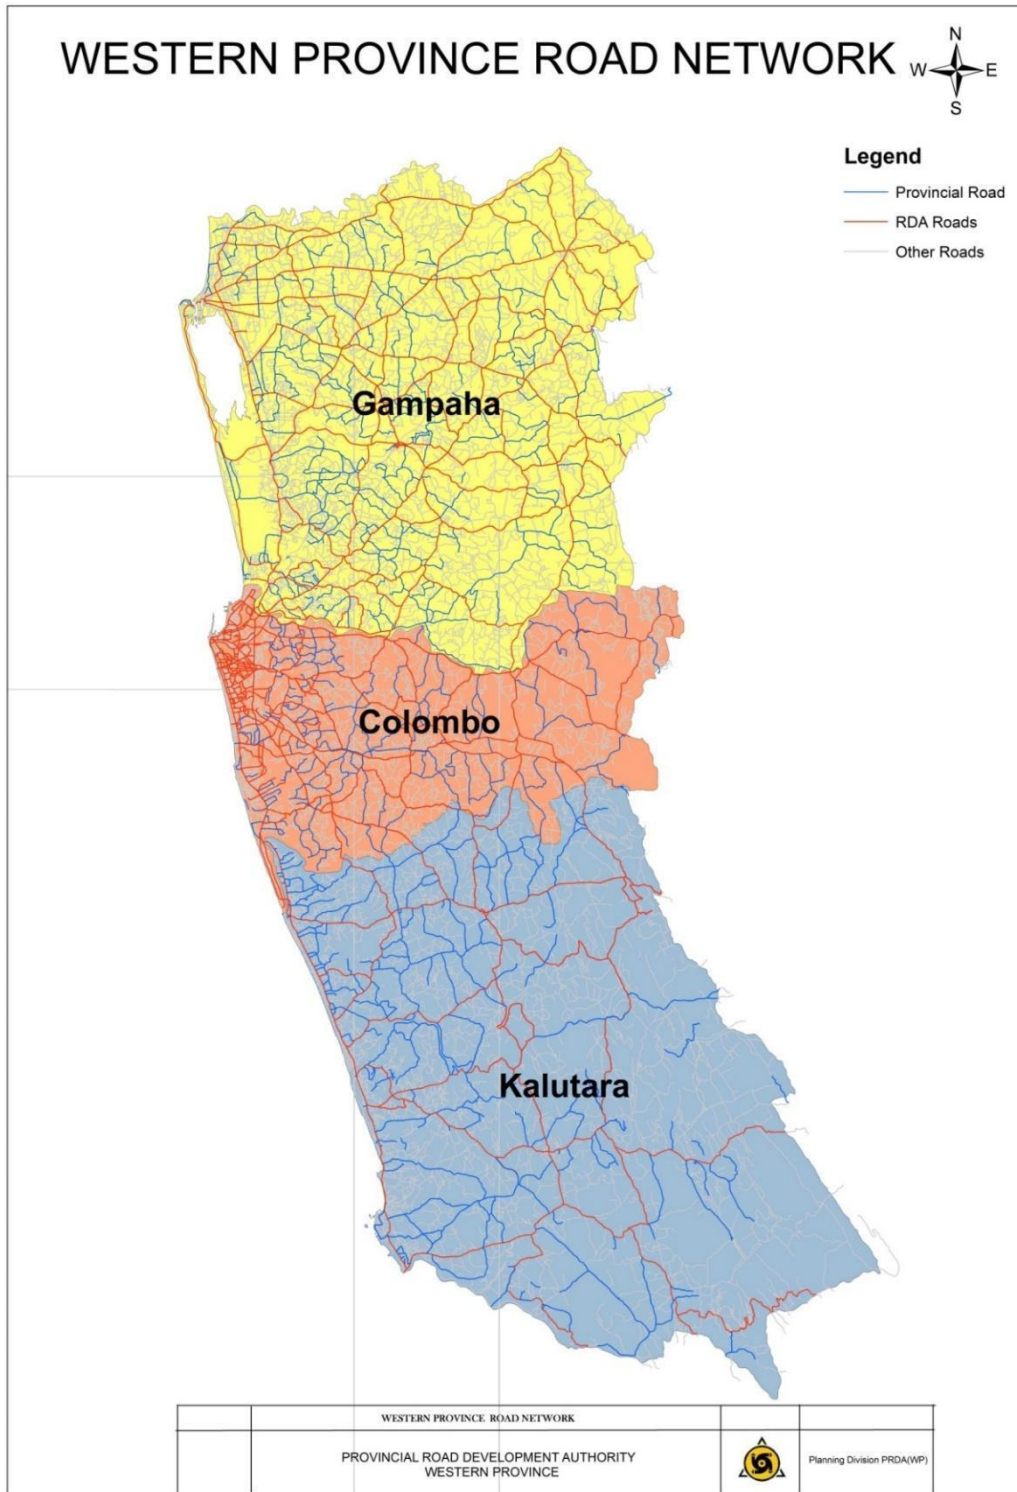 WESTERN PROVINCE ROAD NETWORK
N
W E
S
Legend
Provincial Road
RDA Roads
Other Roads
Gampaha
Colombo
Kalutara
WESTERN PROVINCE ROAD NETWORK
PROVINCIAL ROAD DEVELOPMENT AUTHORITY
WESTERN PROVINCE
Planning Division PRDA(WP)